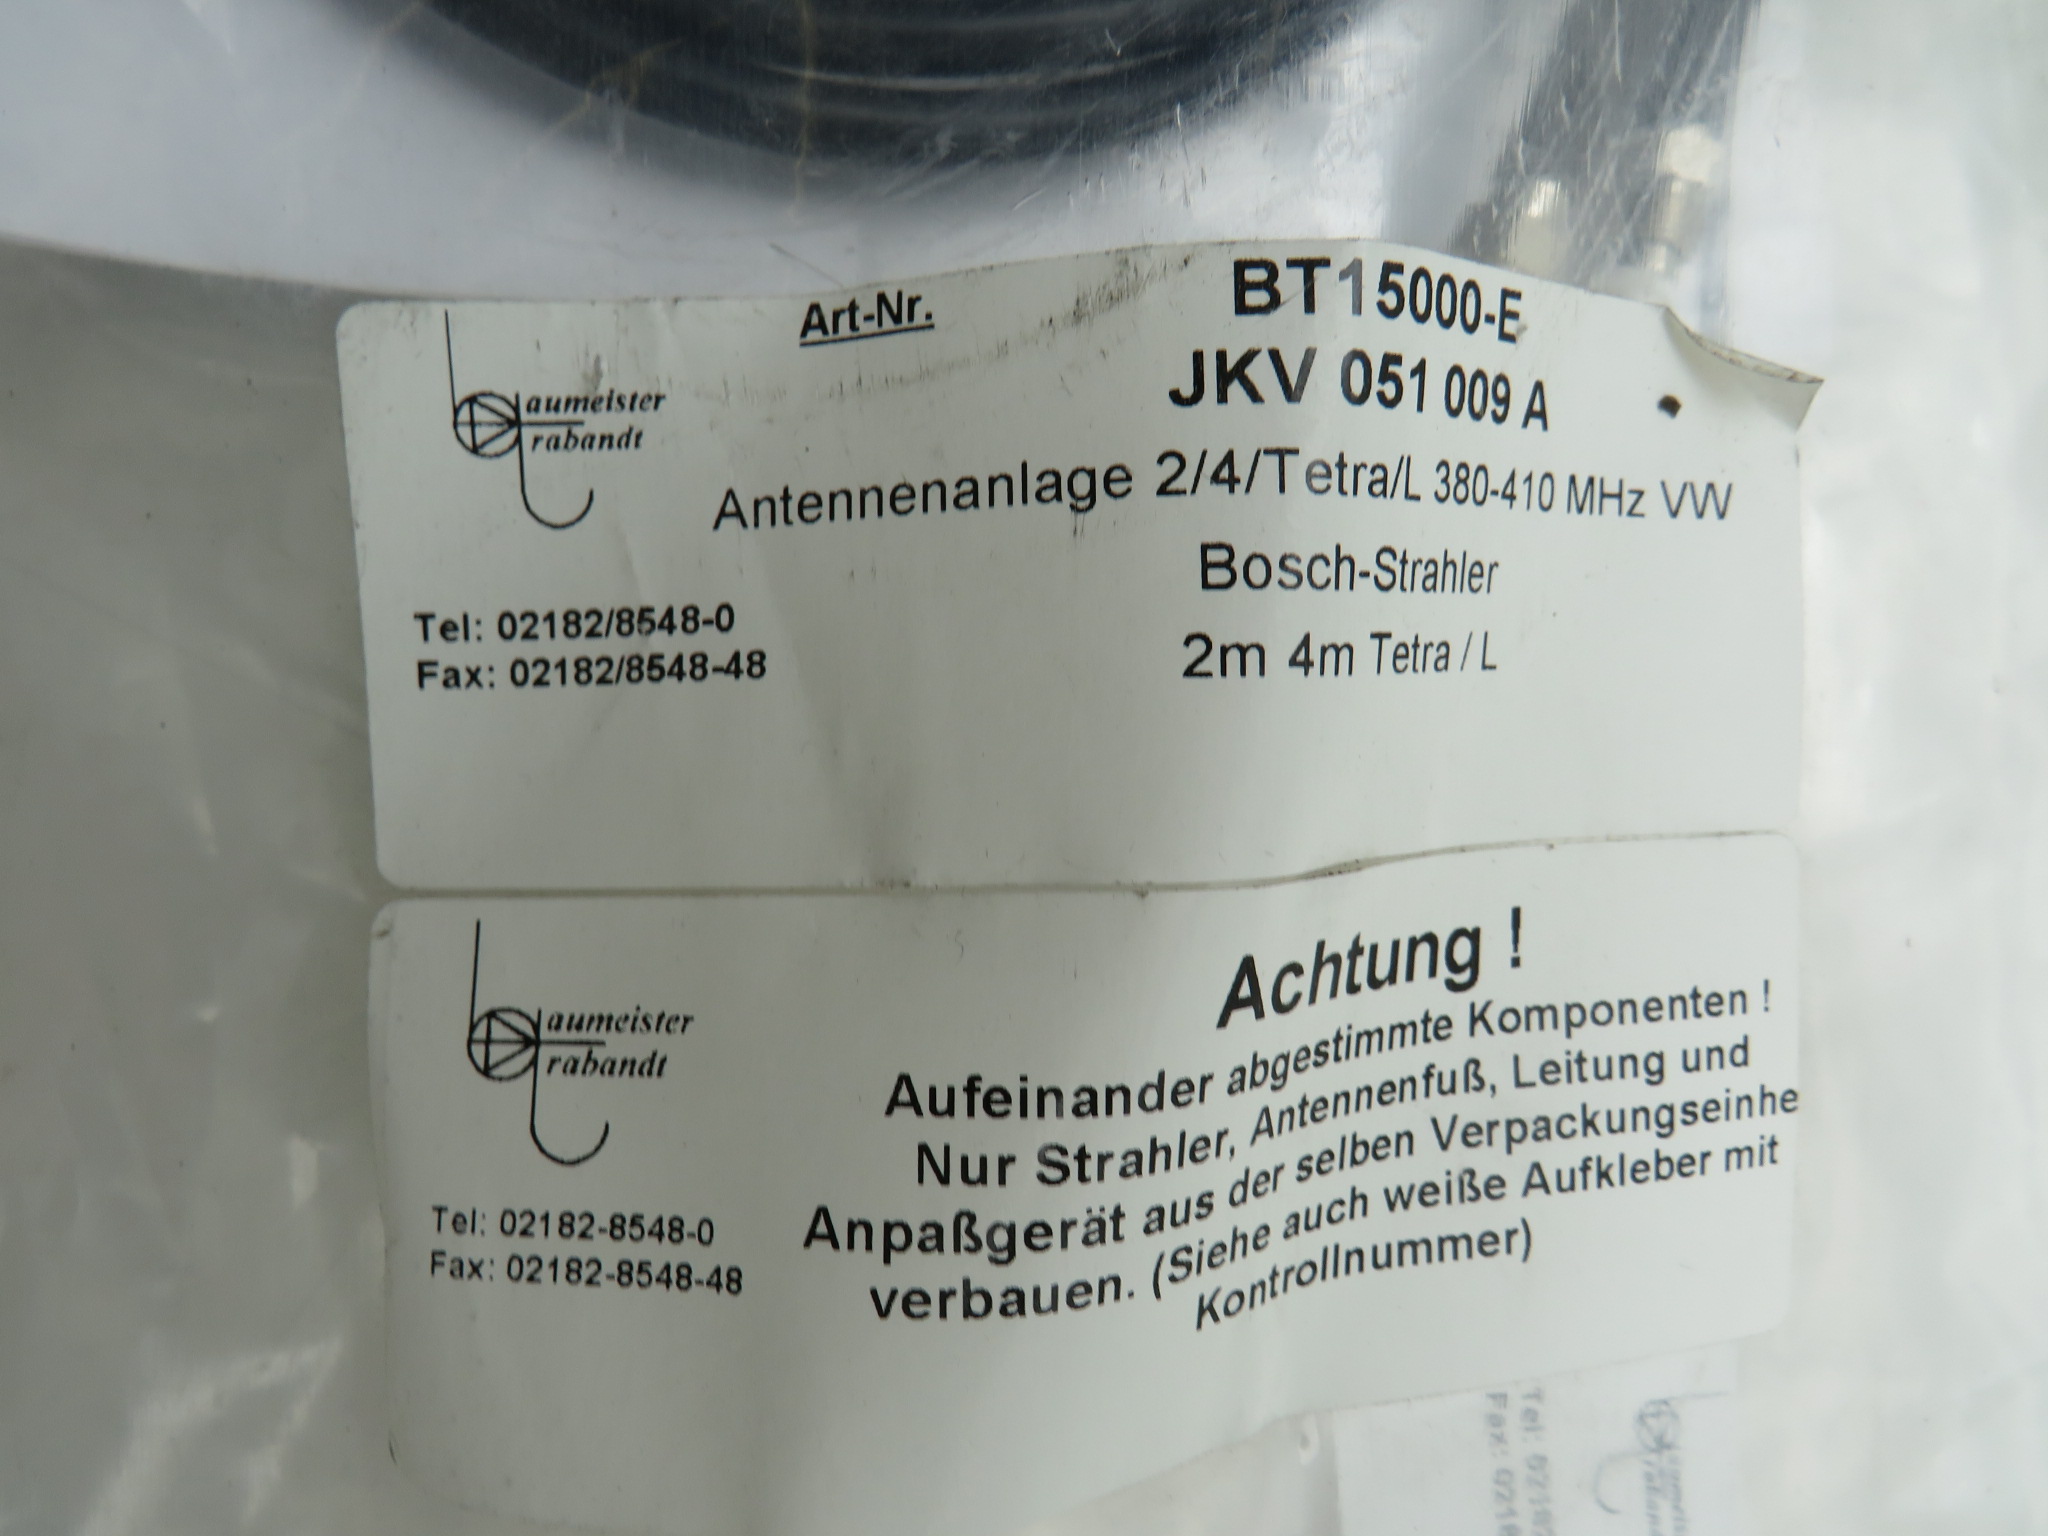 Art-Nr. BT15000-E
JKV 051 009 A
aumeister
rabandt
Antennenanlage 2/4/Tetra/L 380-410 MHz VW
Bosch-Strahler
2m 4m Tetra / L
Tel: 02182/8548-0
Fax: 02182/8548-48
aumeister
rabandt
Tel: 02182-8548-0
Fax: 02182-8548-48
Achtung !
Aufeinander abgestimmte Komponenten !
Nur Strahler, Antennenfuß, Leitung und
Anpaßgerät aus der selben Verpackungseinhe
verbauen. (Siehe auch weiße Aufkleber mit
Kontrollnummer)
Tel:
Fax: